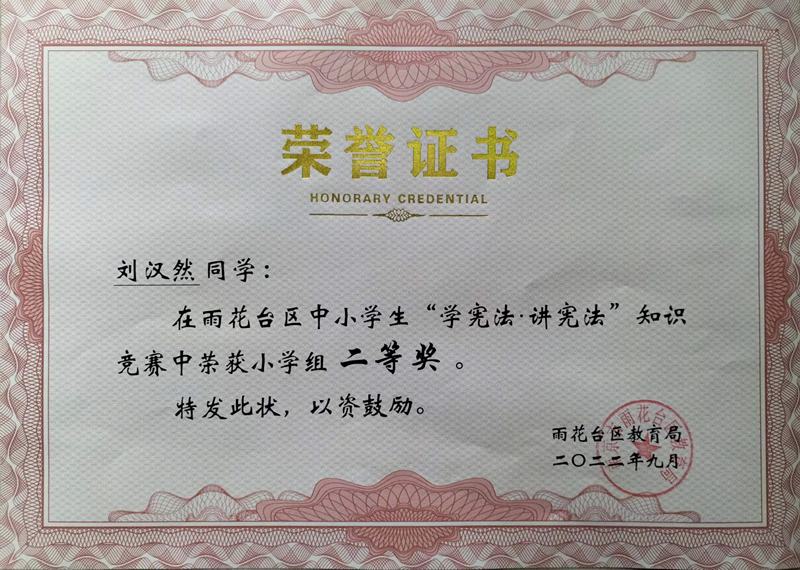 荣誉证书
HONORARY CREDENTIAL
刘汉然 同学：
在雨花台区中小学生“学宪法·讲宪法”知识
竞赛中荣获小学组 二等奖 。
特发此状，以资鼓励。
雨花台区教育局
二〇二二年九月